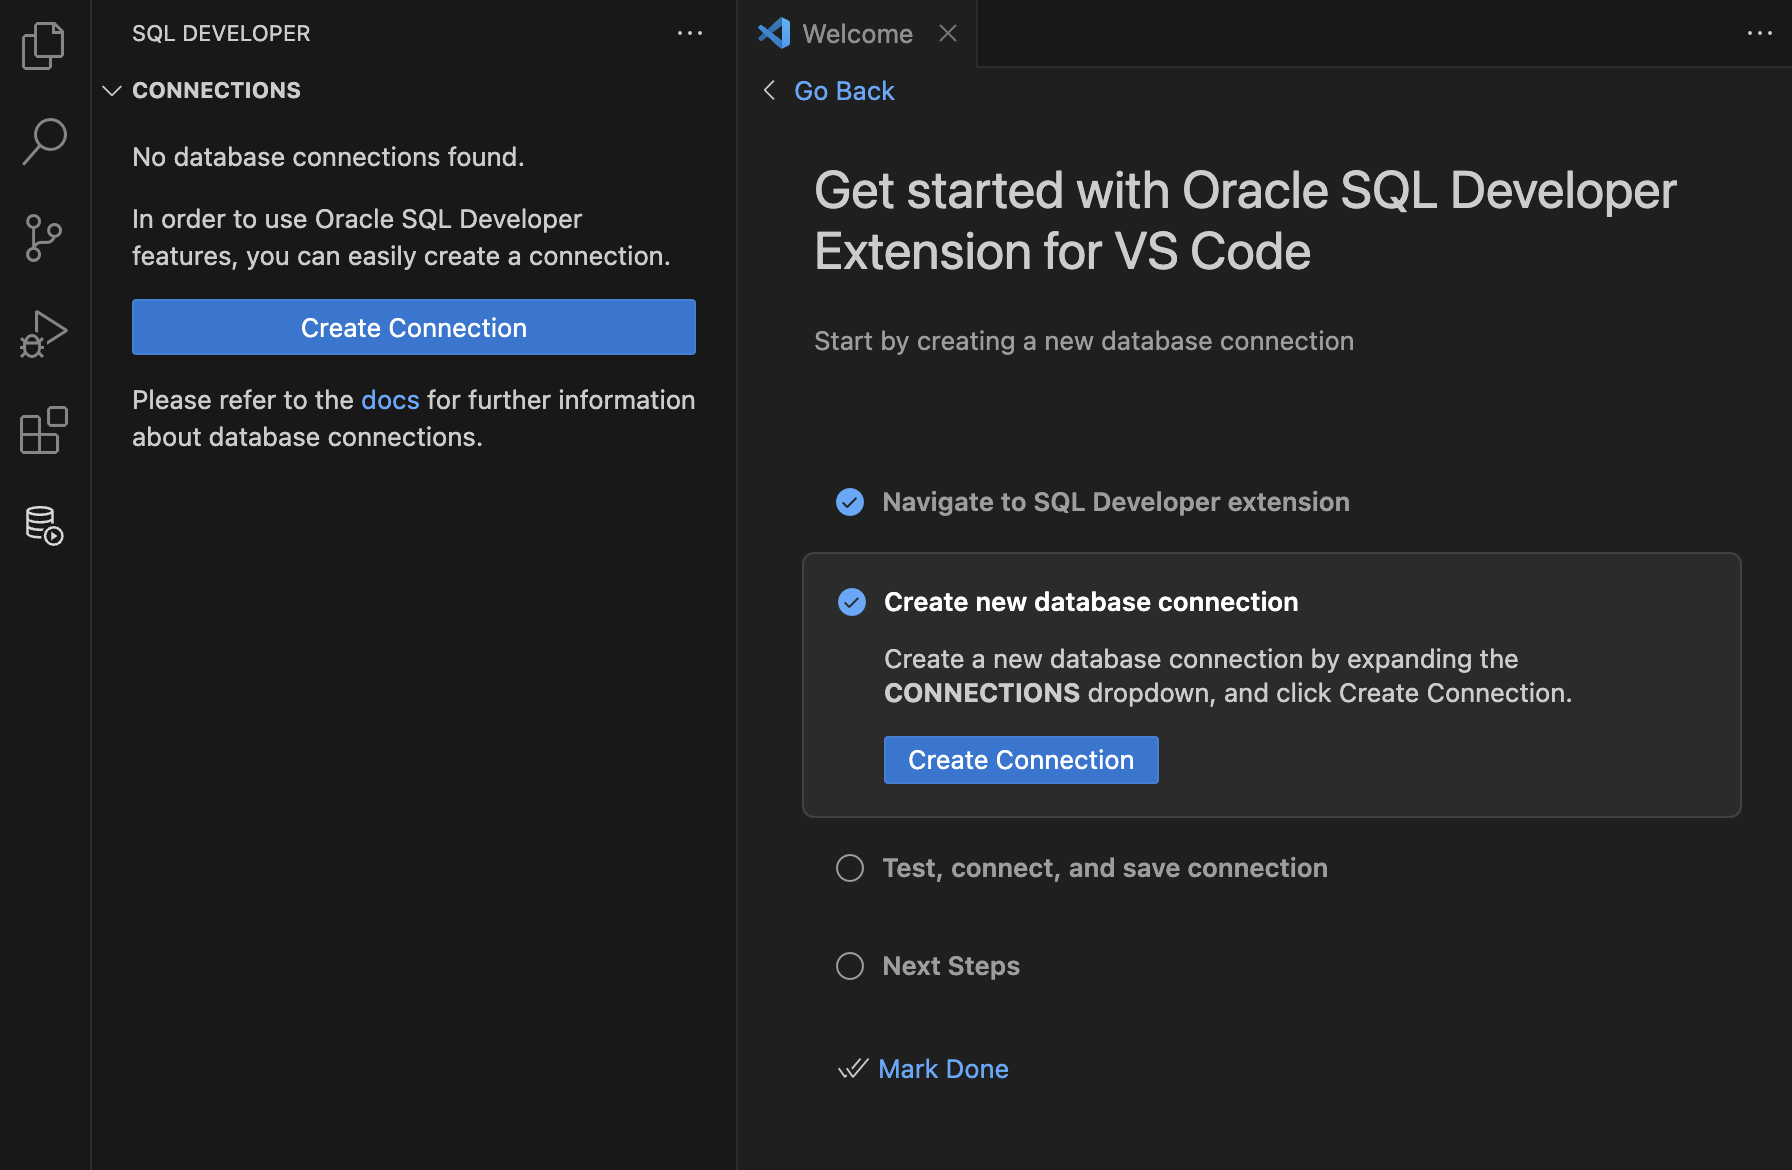 SQL DEVELOPER
CONNECTIONS
No database connections found.
In order to use Oracle SQL Developer
features, you can easily create a connection.
Create Connection
Please refer to the docs for further information
about database connections.
Welcome
Go Back
Get started with Oracle SQL Developer
Extension for VS Code
Start by creating a new database connection
Navigate to SQL Developer extension
Create new database connection
Create a new database connection by expanding the
CONNECTIONS dropdown, and click Create Connection.
Create Connection
Test, connect, and save connection
Next Steps
Mark Done